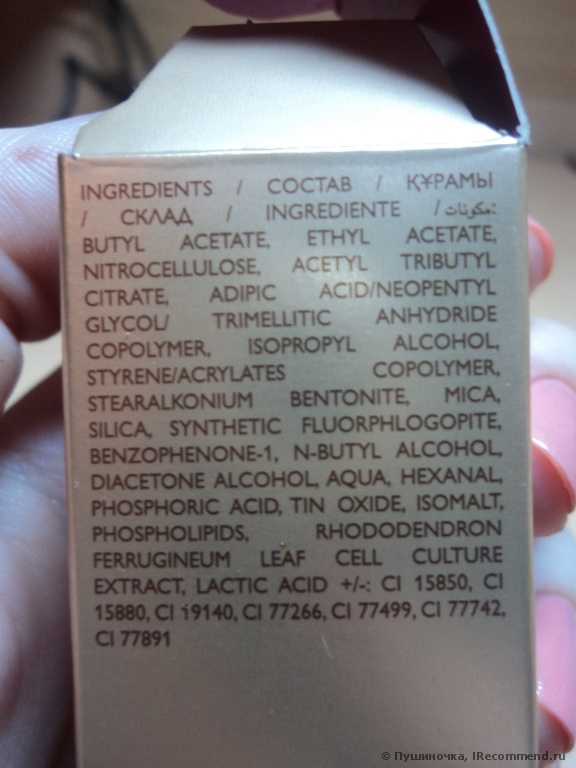 INGREDIENTS / СОСТАВ / ҚҰРАМЫ
/ СКЛАД / INGREDIENTE / مكونات:
BUTYL ACETATE, ETHYL ACETATE,
NITROCELLULOSE, ACETYL TRIBUTYL
CITRATE, ADIPIC ACID/NEOPENTYL
GLYCOL/ TRIMELLITIC ANHYDRIDE
COPOLYMER, ISOPROPYL ALCOHOL,
STYRENE/ACRYLATES COPOLYMER,
STEARALKONIUM BENTONITE, MICA,
SILICA, SYNTHETIC FLUORPHLOGOPITE,
BENZOPHENONE-1, N-BUTYL ALCOHOL,
DIACETONE ALCOHOL, AQUA, HEXANAL,
PHOSPHORIC ACID, TIN OXIDE, ISOMALT,
PHOSPHOLIPIDS, RHODODENDRON
FERRUGINEUM LEAF CELL CULTURE
EXTRACT, LACTIC ACID +/-: CI 15850, CI
15880, CI 19140, CI 77266, CI 77499, CI 77742,
CI 77891
© Пушиночка, IRecommend.ru